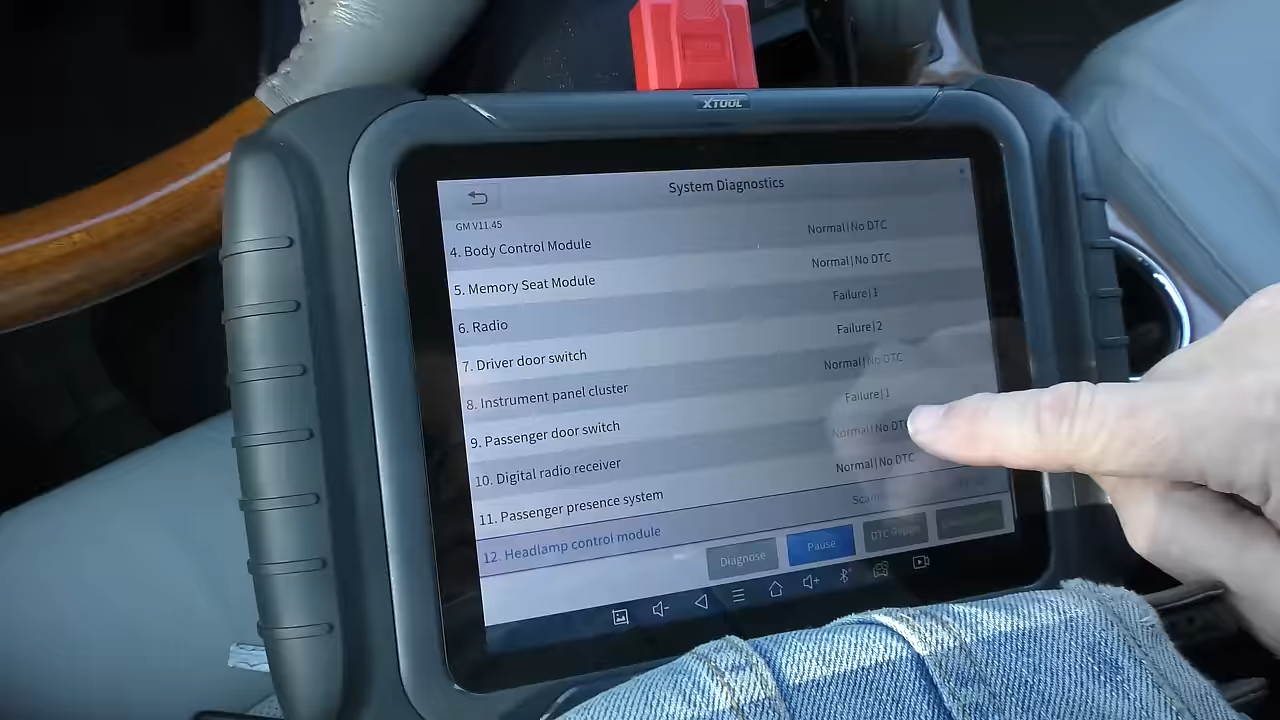 XTOOL
System Diagnostics
GM V11.45
4. Body Control Module Normal|No DTC
5. Memory Seat Module Normal|No DTC
6. Radio Failure|1
7. Driver door switch Failure|2
8. Instrument panel cluster Normal|No DTC
9. Passenger door switch Failure|1
10. Digital radio receiver Normal|No DTC
11. Passenger presence system Normal|No DTC
12. Headlamp control module
Diagnose Pause DTC